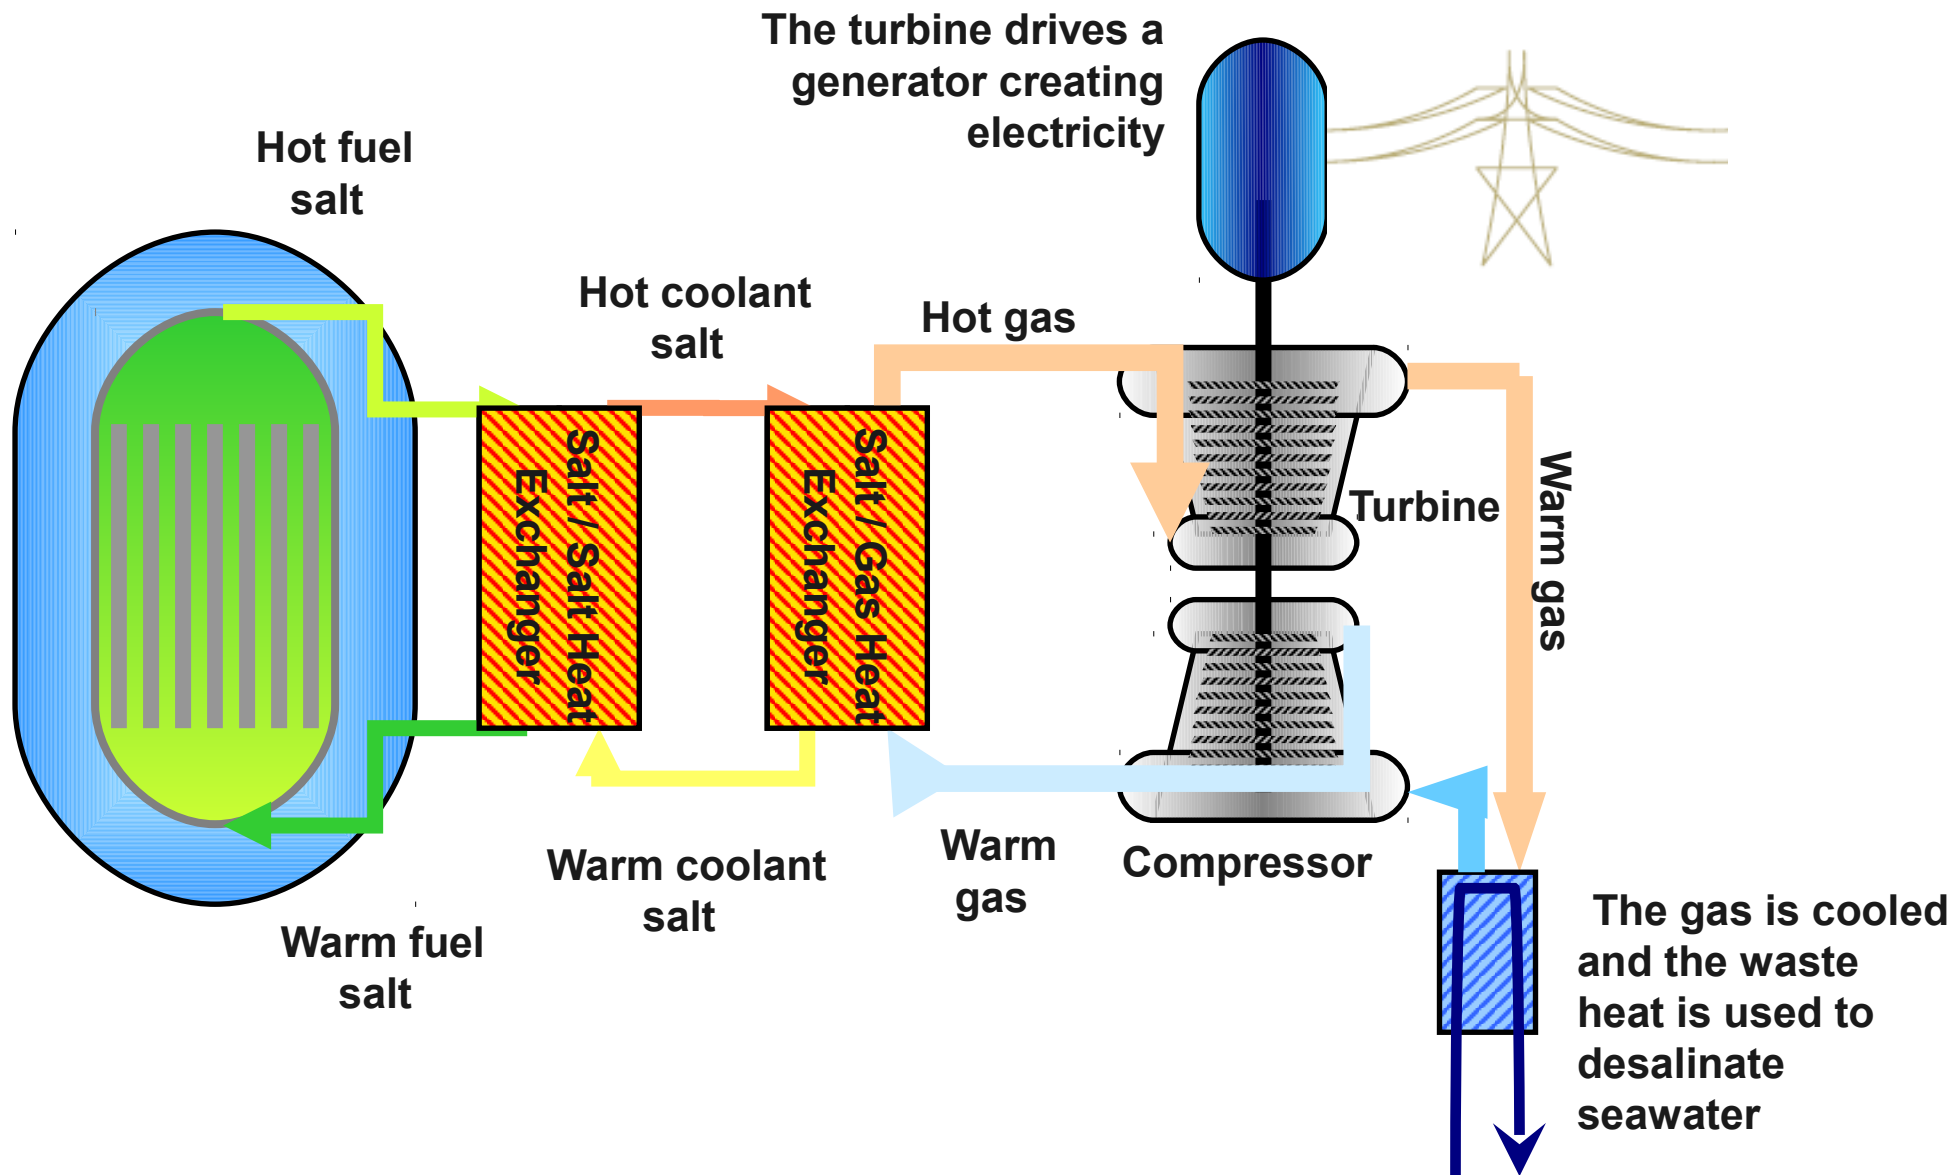 The turbine drives a
generator creating
electricity
Hot fuel
salt
Hot coolant
salt
Hot gas
Salt / Salt Heat
Exchanger
Salt / Gas Heat
Exchanger
Turbine
Warm gas
Warm
gas
Compressor
Warm coolant
salt
Warm fuel
salt
The gas is cooled
and the waste
heat is used to
desalinate
seawater